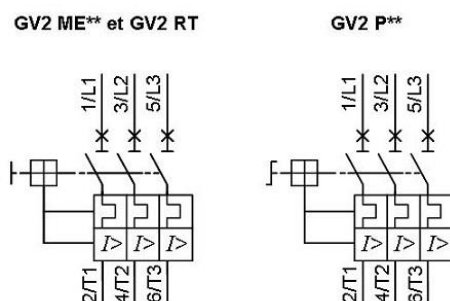 GV2 ME** et GV2 RT
GV2 P**
1/L1 3/L2 5/L3
1/L1 3/L2 5/L3
I> I> I>
I> I> I>
2/T1 4/T2 6/T3
2/T1 4/T2 6/T3